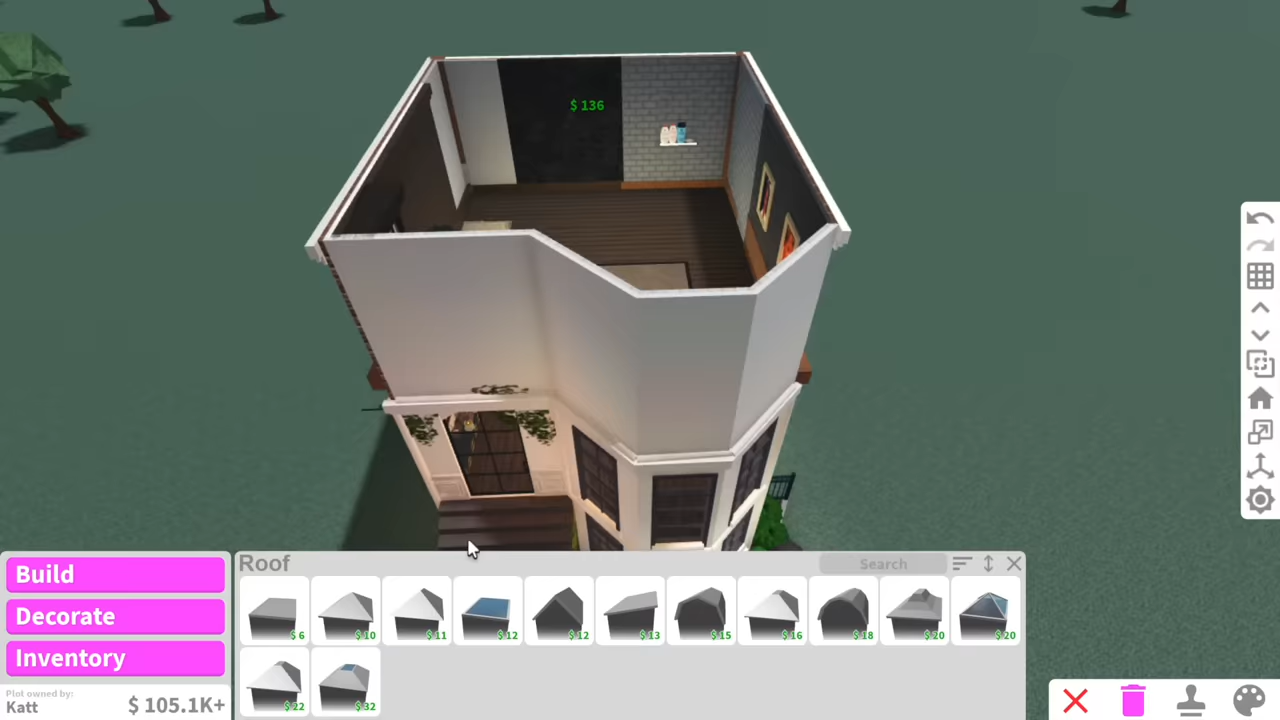 $ 136
Roof
Search
Build
Decorate
Inventory
$ 6
$ 10
$ 11
$ 12
$ 12
$ 13
$ 15
$ 16
$ 18
$ 20
$ 20
$ 22
$ 32
Plot owned by:
Katt
$ 105.1K+